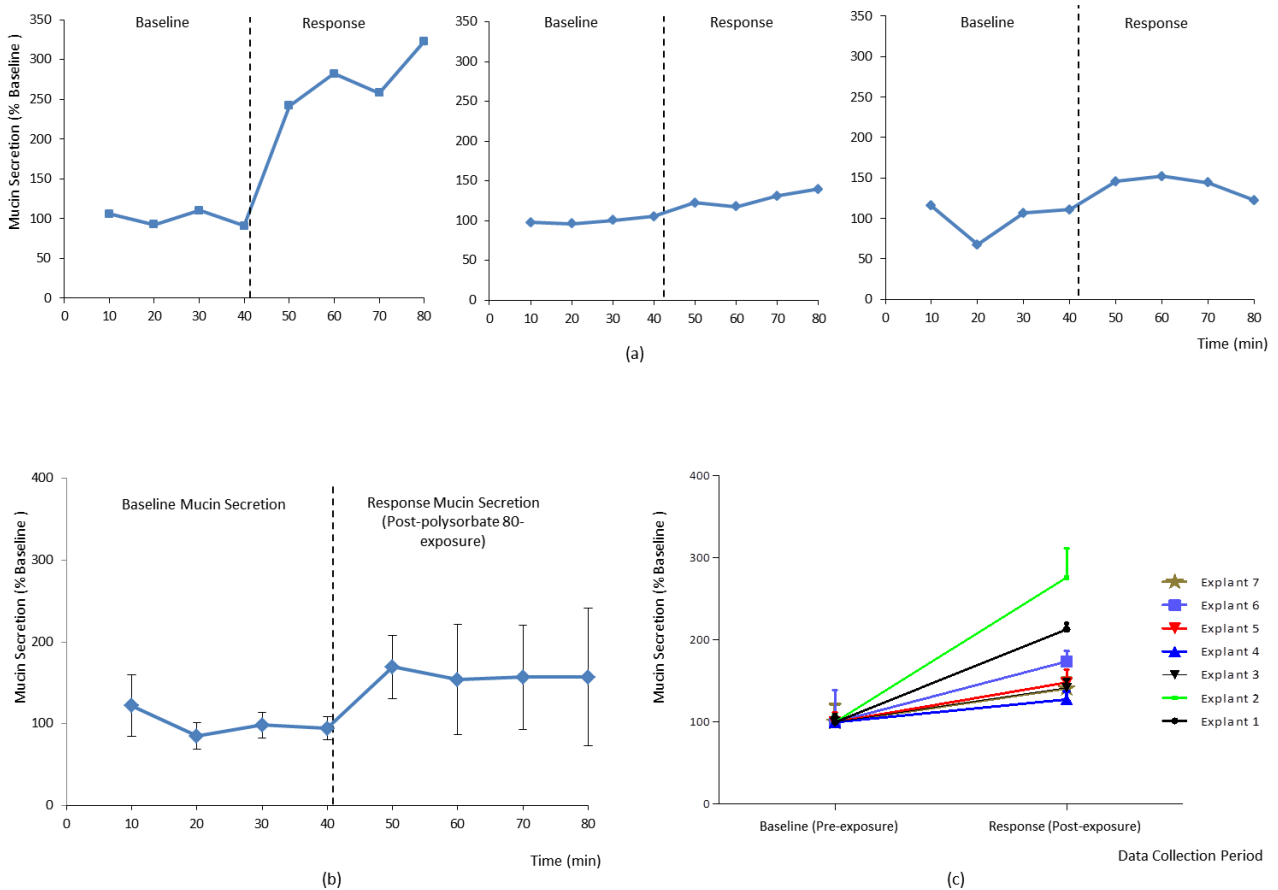 Mucin Secretion (% Baseline )
350
300
250
200
150
100
50
0
Baseline
Response
0 10 20 30 40 50 60 70 80
350
300
250
200
150
100
50
0
Baseline
Response
0 10 20 30 40 50 60 70 80
350
300
250
200
150
100
50
0
Baseline
Response
0 10 20 30 40 50 60 70 80
Time (min)
(a)
Mucin Secretion (% Baseline )
400
300
200
100
0
Baseline Mucin Secretion
Response Mucin Secretion
(Post-polysorbate 80-
exposure)
0 10 20 30 40 50 60 70 80
Time (min)
(b)
Mucin Secretion (% Baseline )
400
300
200
100
0
Explant 7
Explant 6
Explant 5
Explant 4
Explant 3
Explant 2
Explant 1
Baseline (Pre-exposure)
Response (Post-exposure)
Data Collection Period
(c)